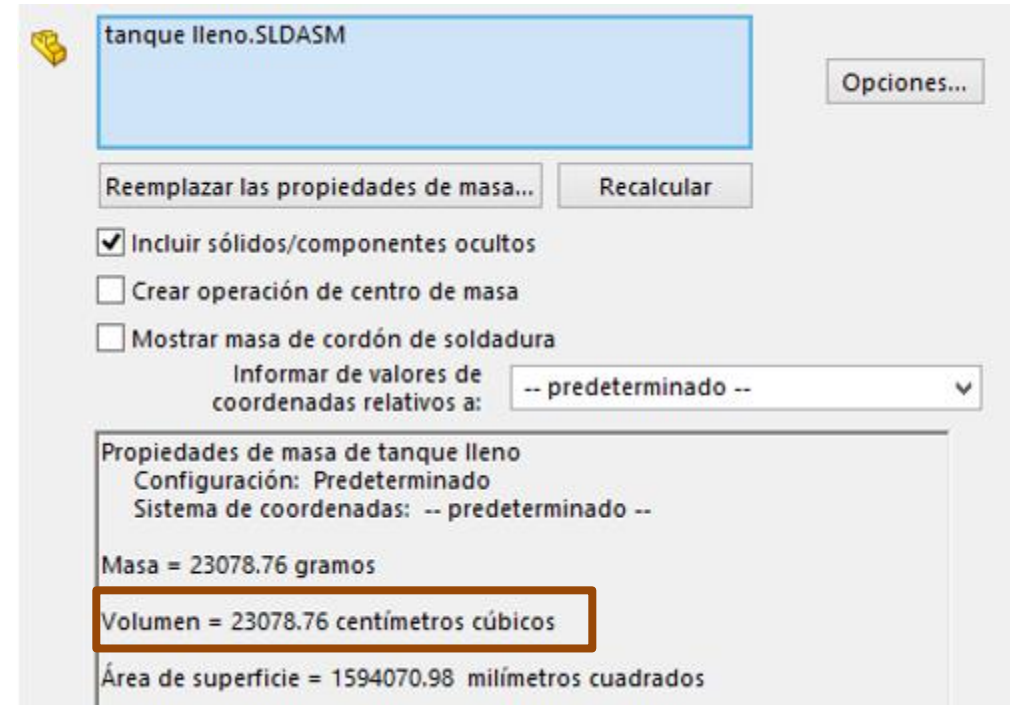 tanque lleno.SLDASM
Opciones...
Reemplazar las propiedades de masa...
Recalcular
Incluir sólidos/componentes ocultos
Crear operación de centro de masa
Mostrar masa de cordón de soldadura
Informar de valores de
coordenadas relativos a:
-- predeterminado --
Propiedades de masa de tanque lleno
Configuración: Predeterminado
Sistema de coordenadas: -- predeterminado --
Masa = 23078.76 gramos
Volumen = 23078.76 centímetros cúbicos
Área de superficie = 1594070.98 milímetros cuadrados